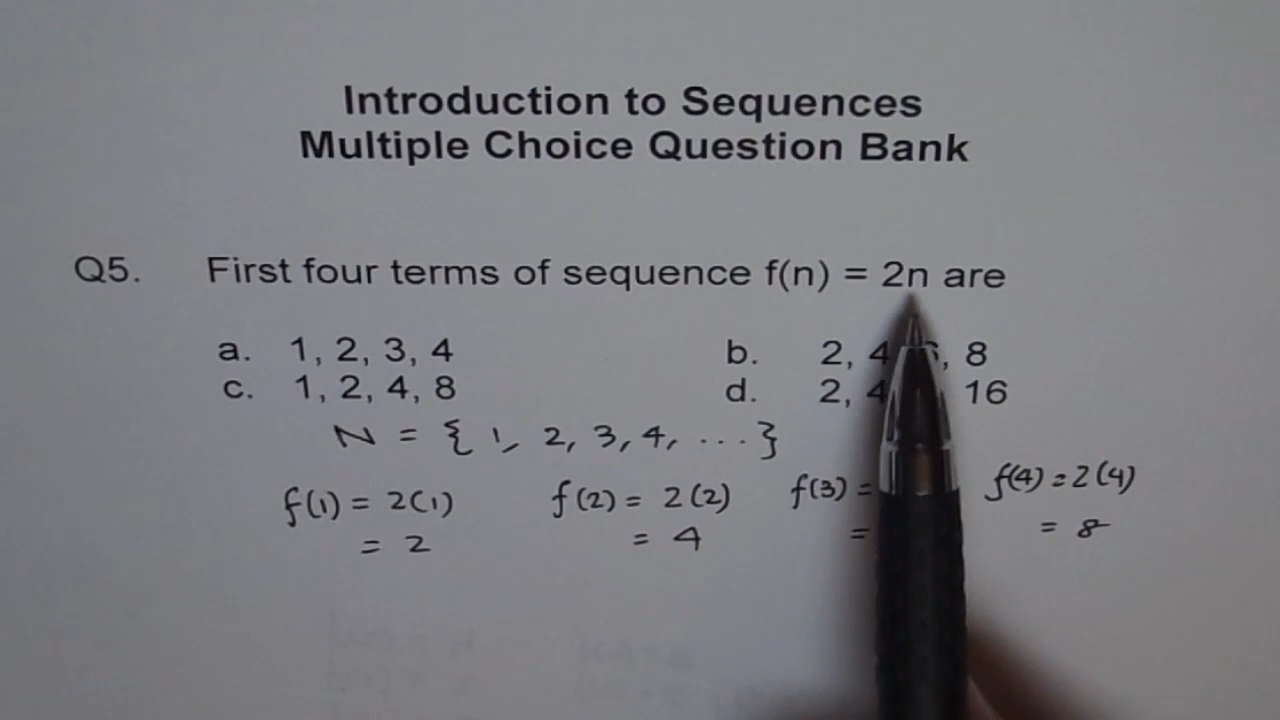 Introduction to Sequences
Multiple Choice Question Bank
Q5. First four terms of sequence f(n) = 2n are
a. 1, 2, 3, 4 b. 2, 4 , 8
c. 1, 2, 4, 8 d. 2, 4 16
N = { 1, 2, 3, 4, ... }
f(1) = 2(1) f(2) = 2(2) f(3) = f(4) = 2(4)
= 2 = 4 = = 8